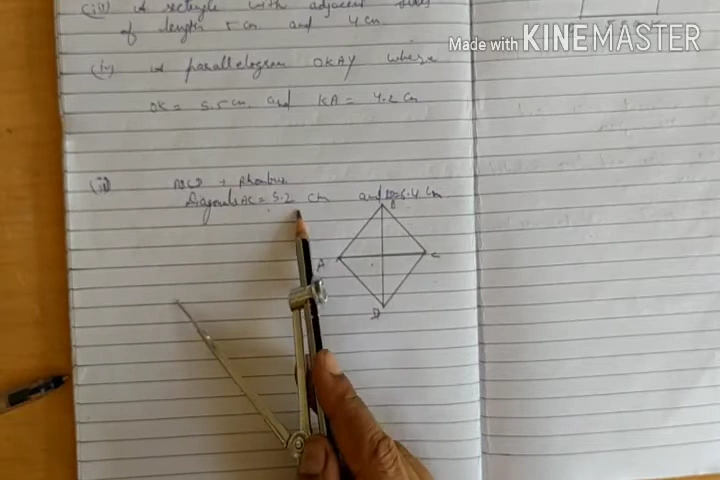 (iii) A rectangle with adjacent sides
of length 5 cm and 4 cm.
(iv) A parallelogram OKAY where
OK = 5.5 cm and KA = 4.2 cm
(ii) + Rhombus
Diagonals AC = 5.2 cm and 6.4 cm
A C
D
Made with KINEMASTER